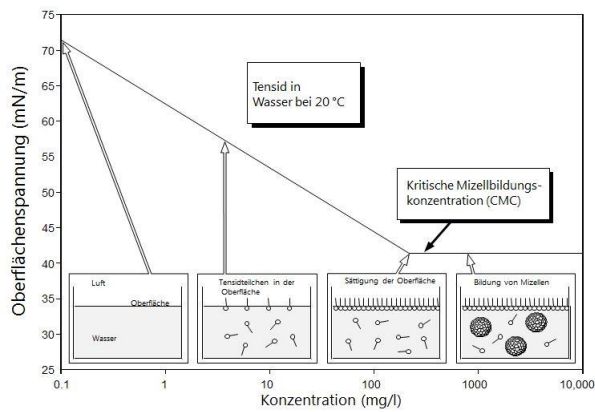 Oberflächenspannung (mN/m)
75
70
65
60
55
50
45
40
35
30
25
Tensid in
Wasser bei 20 °C
Kritische Mizellbildungs-
konzentration (CMC)
Luft
Oberfläche
Wasser
Tensidteilchen in der
Oberfläche
Sättigung der Oberfläche
Bildung von Mizellen
0.1
1
10
100
1000
10,000
Konzentration (mg/l)